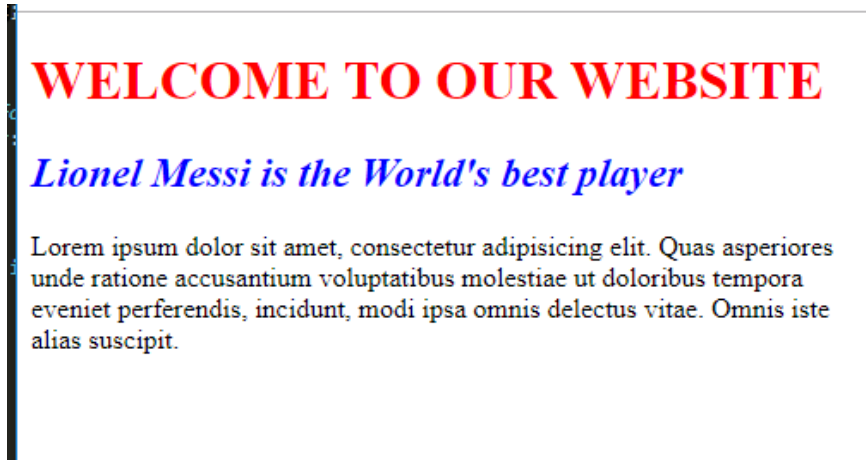 WELCOME TO OUR WEBSITE
Lionel Messi is the World's best player
Lorem ipsum dolor sit amet, consectetur adipisicing elit. Quas asperiores
unde ratione accusantium voluptatibus molestiae ut doloribus tempora
eveniet perferendis, incidunt, modi ipsa omnis delectus vitae. Omnis iste
alias suscipit.